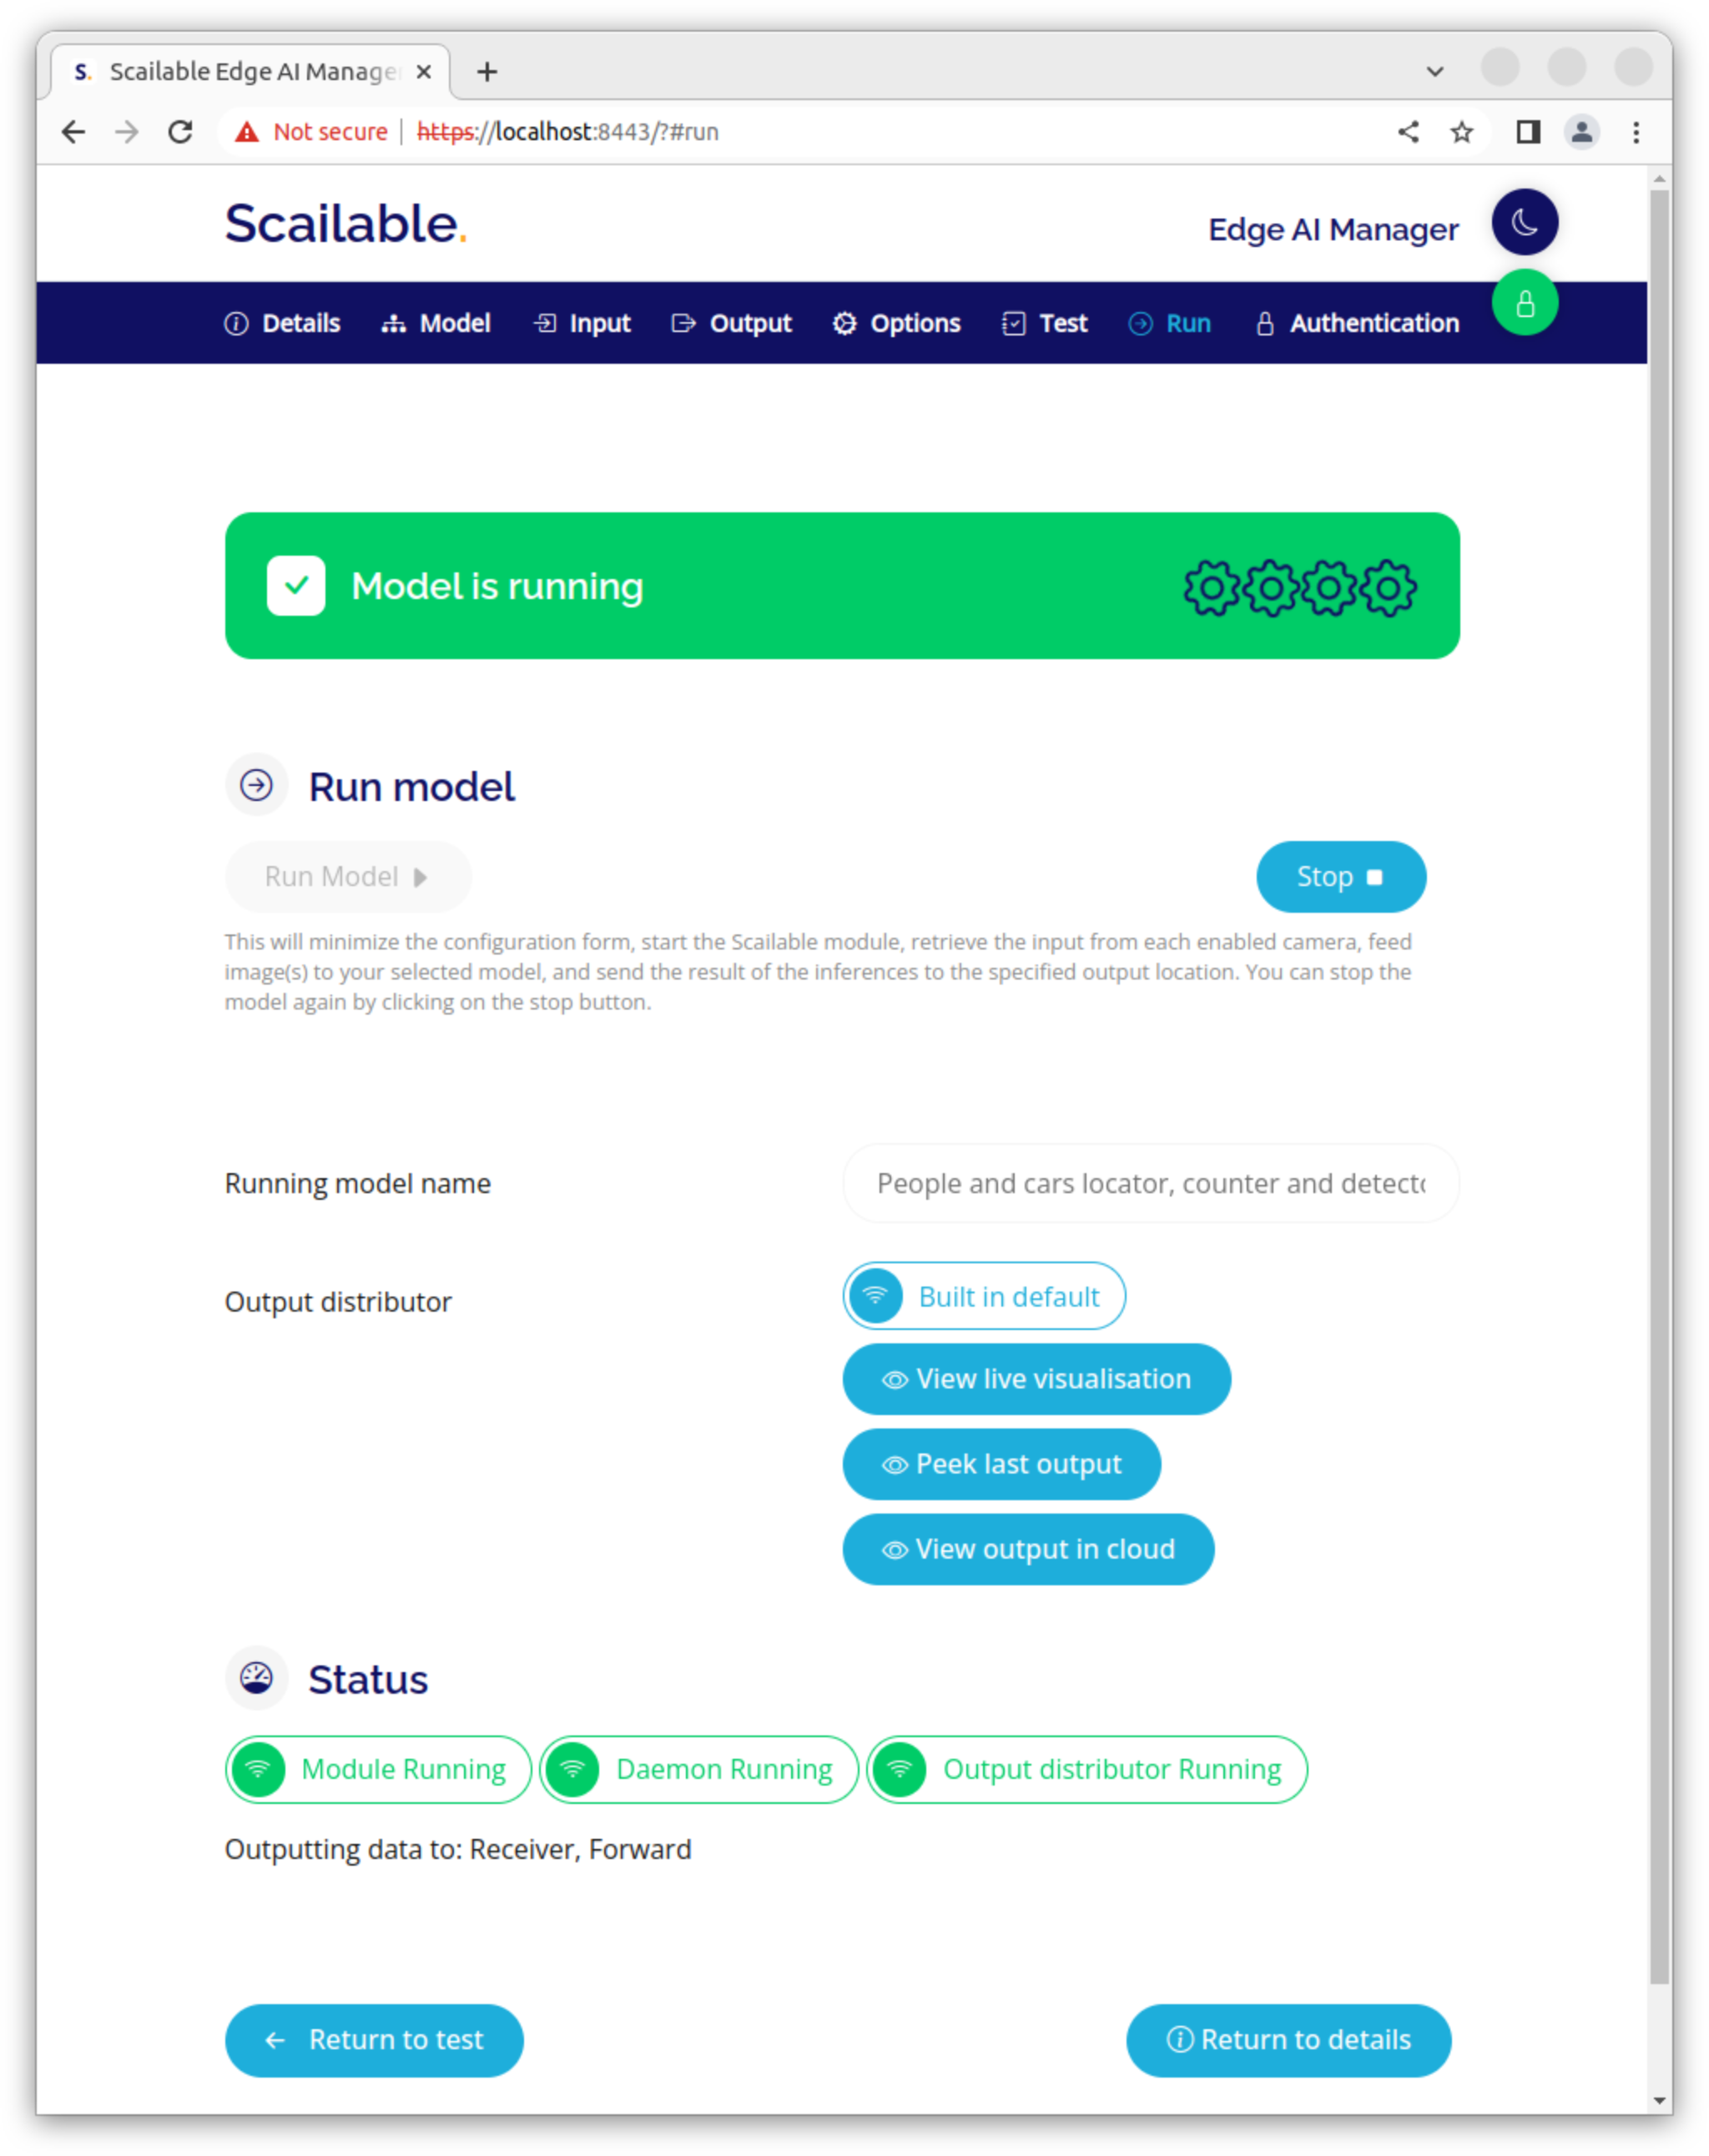 S. Scailable Edge AI Manage
Not secure https://localhost:8443/?#run
Scailable.
Edge AI Manager
Details Model Input Output Options Test Run Authentication
Model is running
Run model
Run Model
Stop
This will minimize the configuration form, start the Scailable module, retrieve the input from each enabled camera, feed
image(s) to your selected model, and send the result of the inferences to the specified output location. You can stop the
model again by clicking on the stop button.
Running model name
People and cars locator, counter and detecto
Output distributor
Built in default
View live visualisation
Peek last output
View output in cloud
Status
Module Running Daemon Running Output distributor Running
Outputting data to: Receiver, Forward
Return to test
Return to details